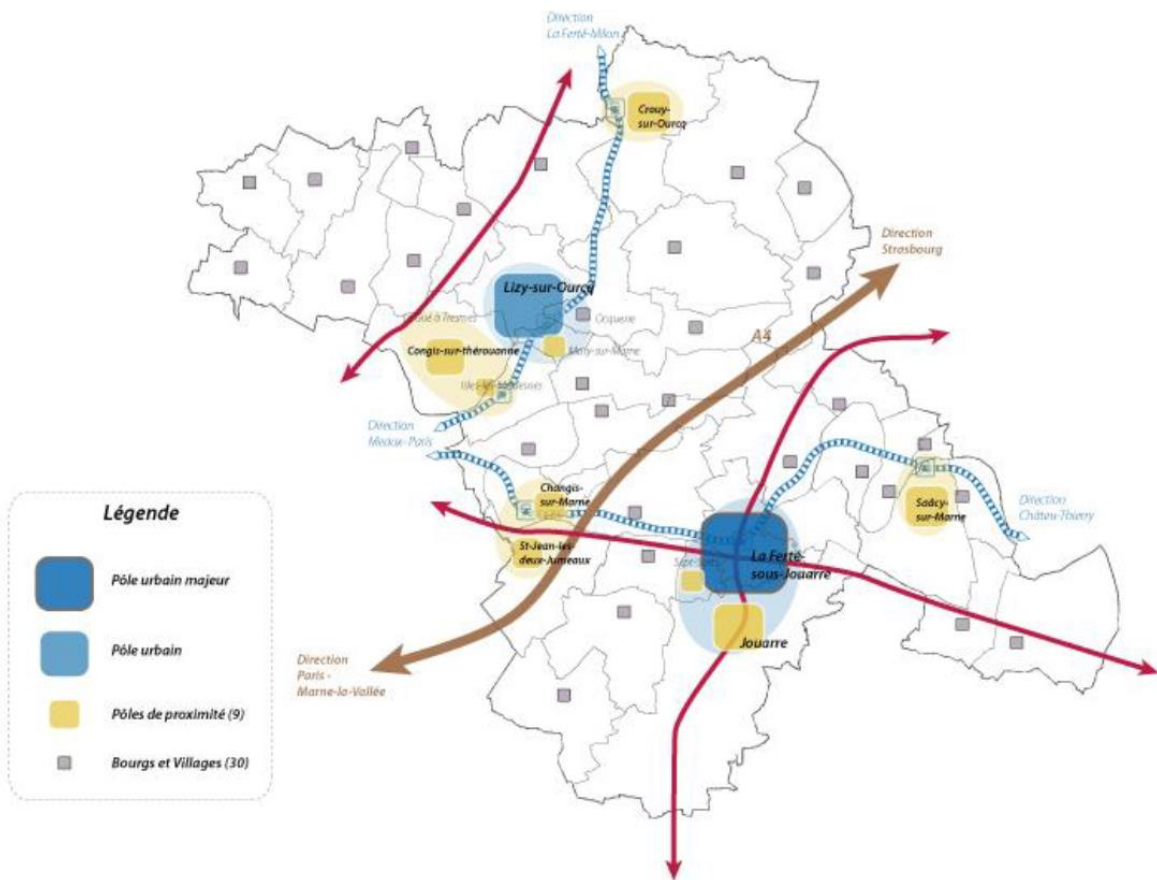 Direction
La Ferté-Milon
Crouy-
sur-Ourcq
Direction
Strasbourg
Lizy-sur-Ourcq
Ocquerre
A4
Congis-sur-thérouanne
Mary-sur-Marne
Direction
Meaux-Paris
Changis-
sur-Marne
Saâcy-
sur-Marne
Direction
Châteu-Thierry
St-Jean-les-
deux-Jumeaux
La Ferté-
sous-Jouarre
Jouarre
Direction
Paris -
Marne-la-Vallée
Légende
Pôle urbain majeur
Pôle urbain
Pôles de proximité (9)
Bourgs et Villages (30)